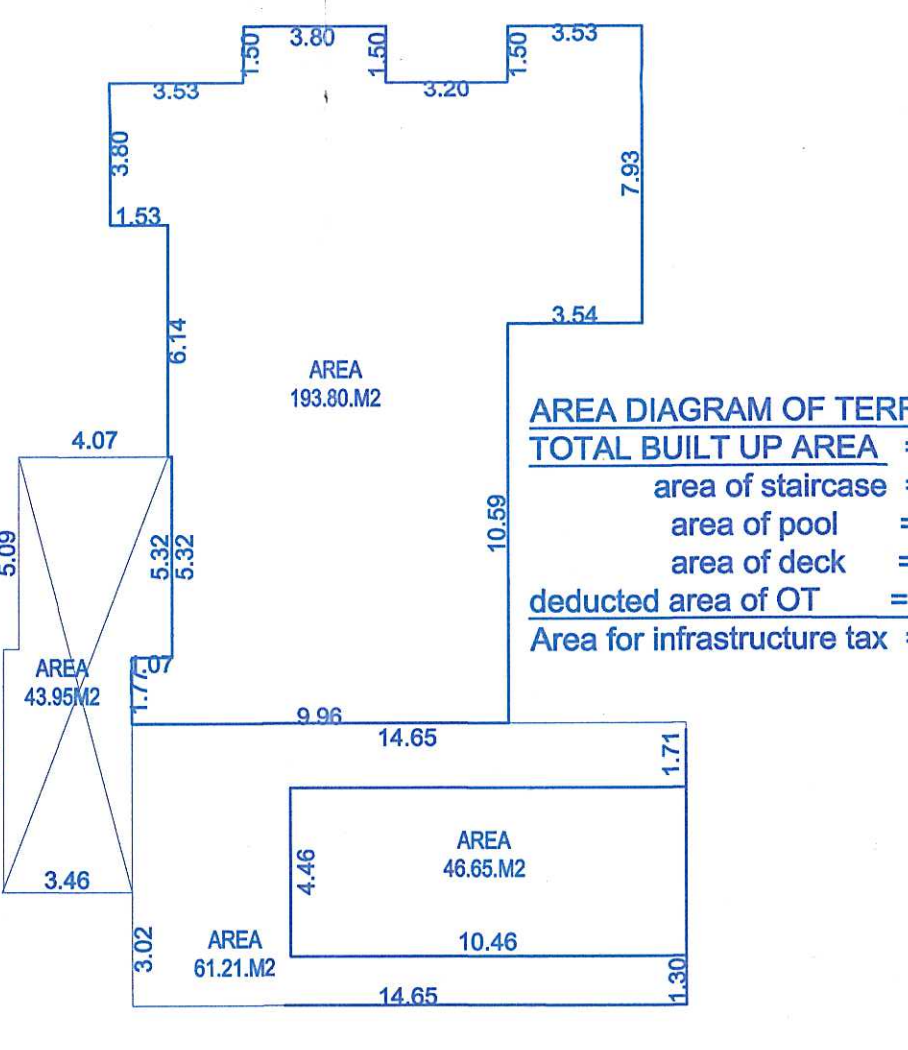 3.80
3.53
1.50
1.50
1.50
3.53
3.20
3.80
7.93
1.53
3.54
6.14
AREA
193.80.M2
AREA DIAGRAM OF TERR
TOTAL BUILT UP AREA =
area of staircase =
area of pool =
area of deck =
deducted area of OT =
Area for infrastructure tax =
4.07
10.59
5.09
5.32
5.32
AREA
43.95M2
1.07
1.77
9.96
14.65
1.71
AREA
46.65.M2
4.46
3.46
10.46
3.02
AREA
61.21.M2
1.30
14.65